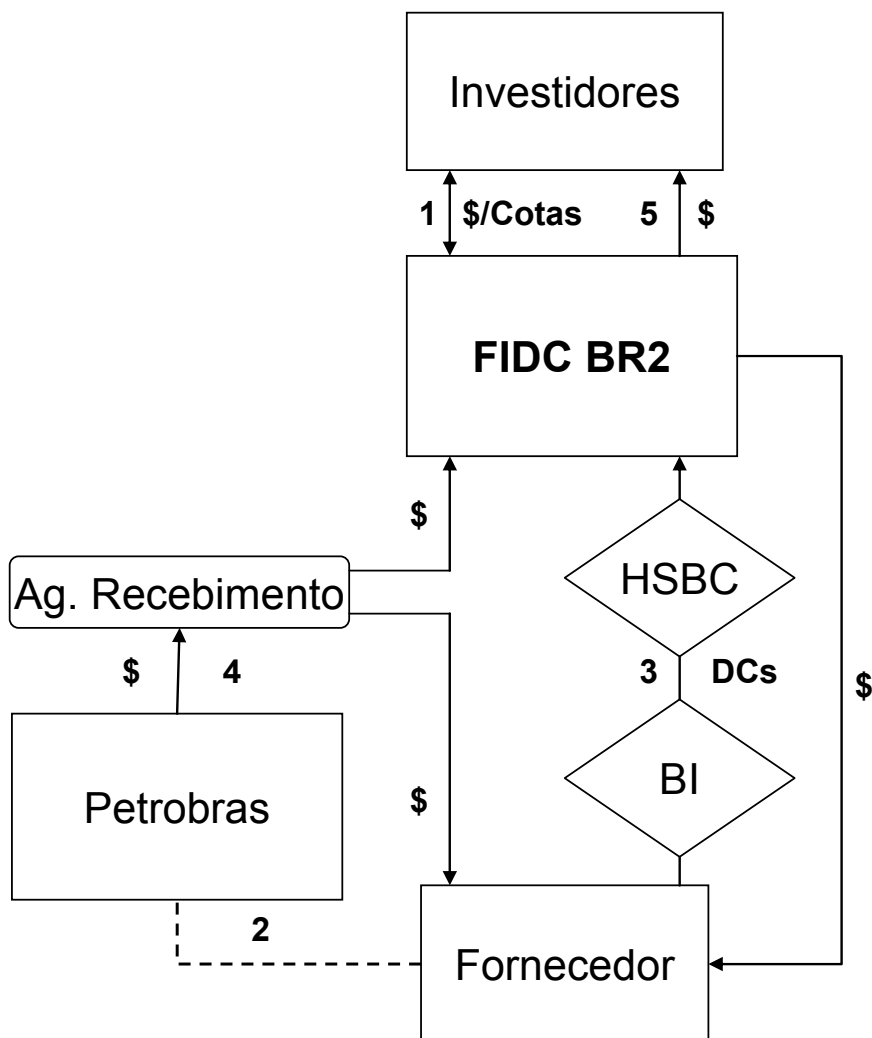 Investidores
1 $/Cotas 5 $
FIDC BR2
$
HSBC
Ag. Recebimento
$ 4 3 DCs $
BI
Petrobras $
2
Fornecedor